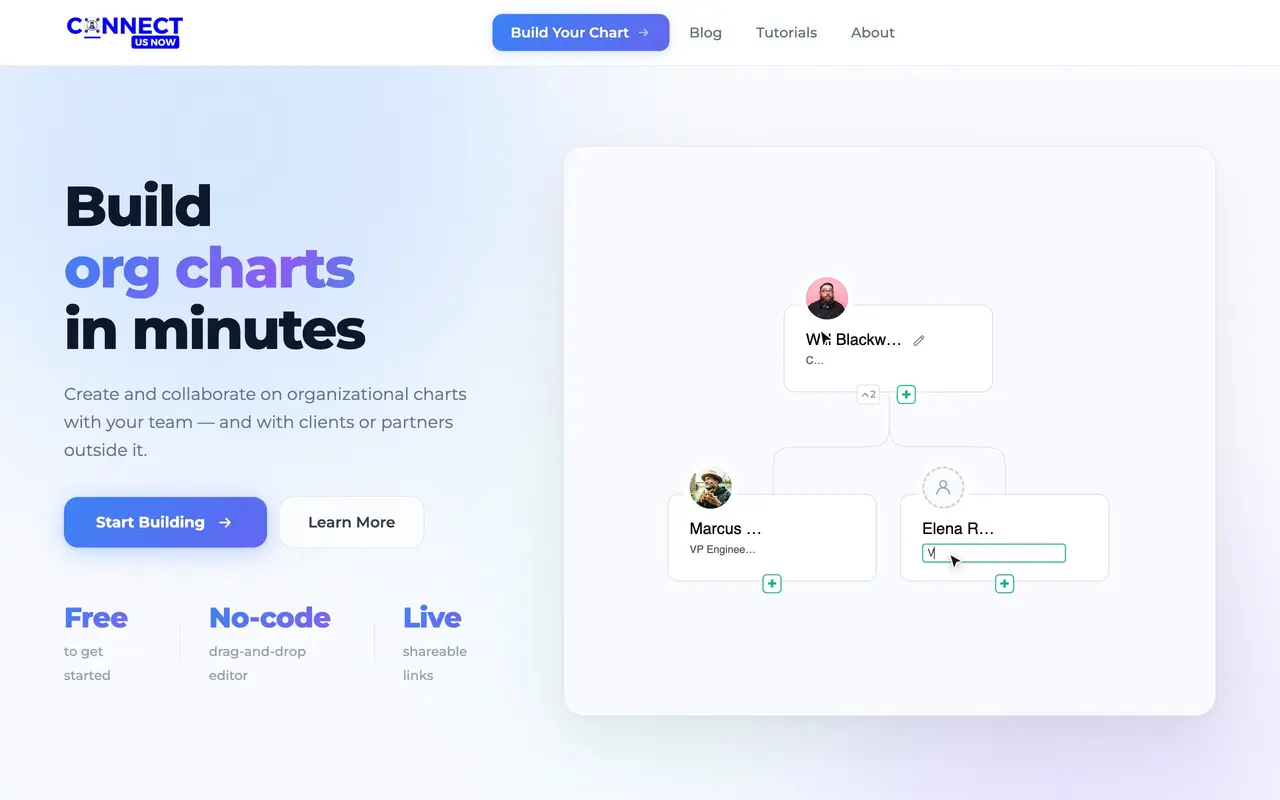 CONNECT
US NOW
Build Your Chart →
Blog
Tutorials
About
Build
org charts
in minutes
Create and collaborate on organizational charts
with your team — and with clients or partners
outside it.
Start Building →
Learn More
Free
to get
started
No-code
drag-and-drop
editor
Live
shareable
links
Blackw...
C...
2
Marcus ...
VP Enginee...
Elena R...
V